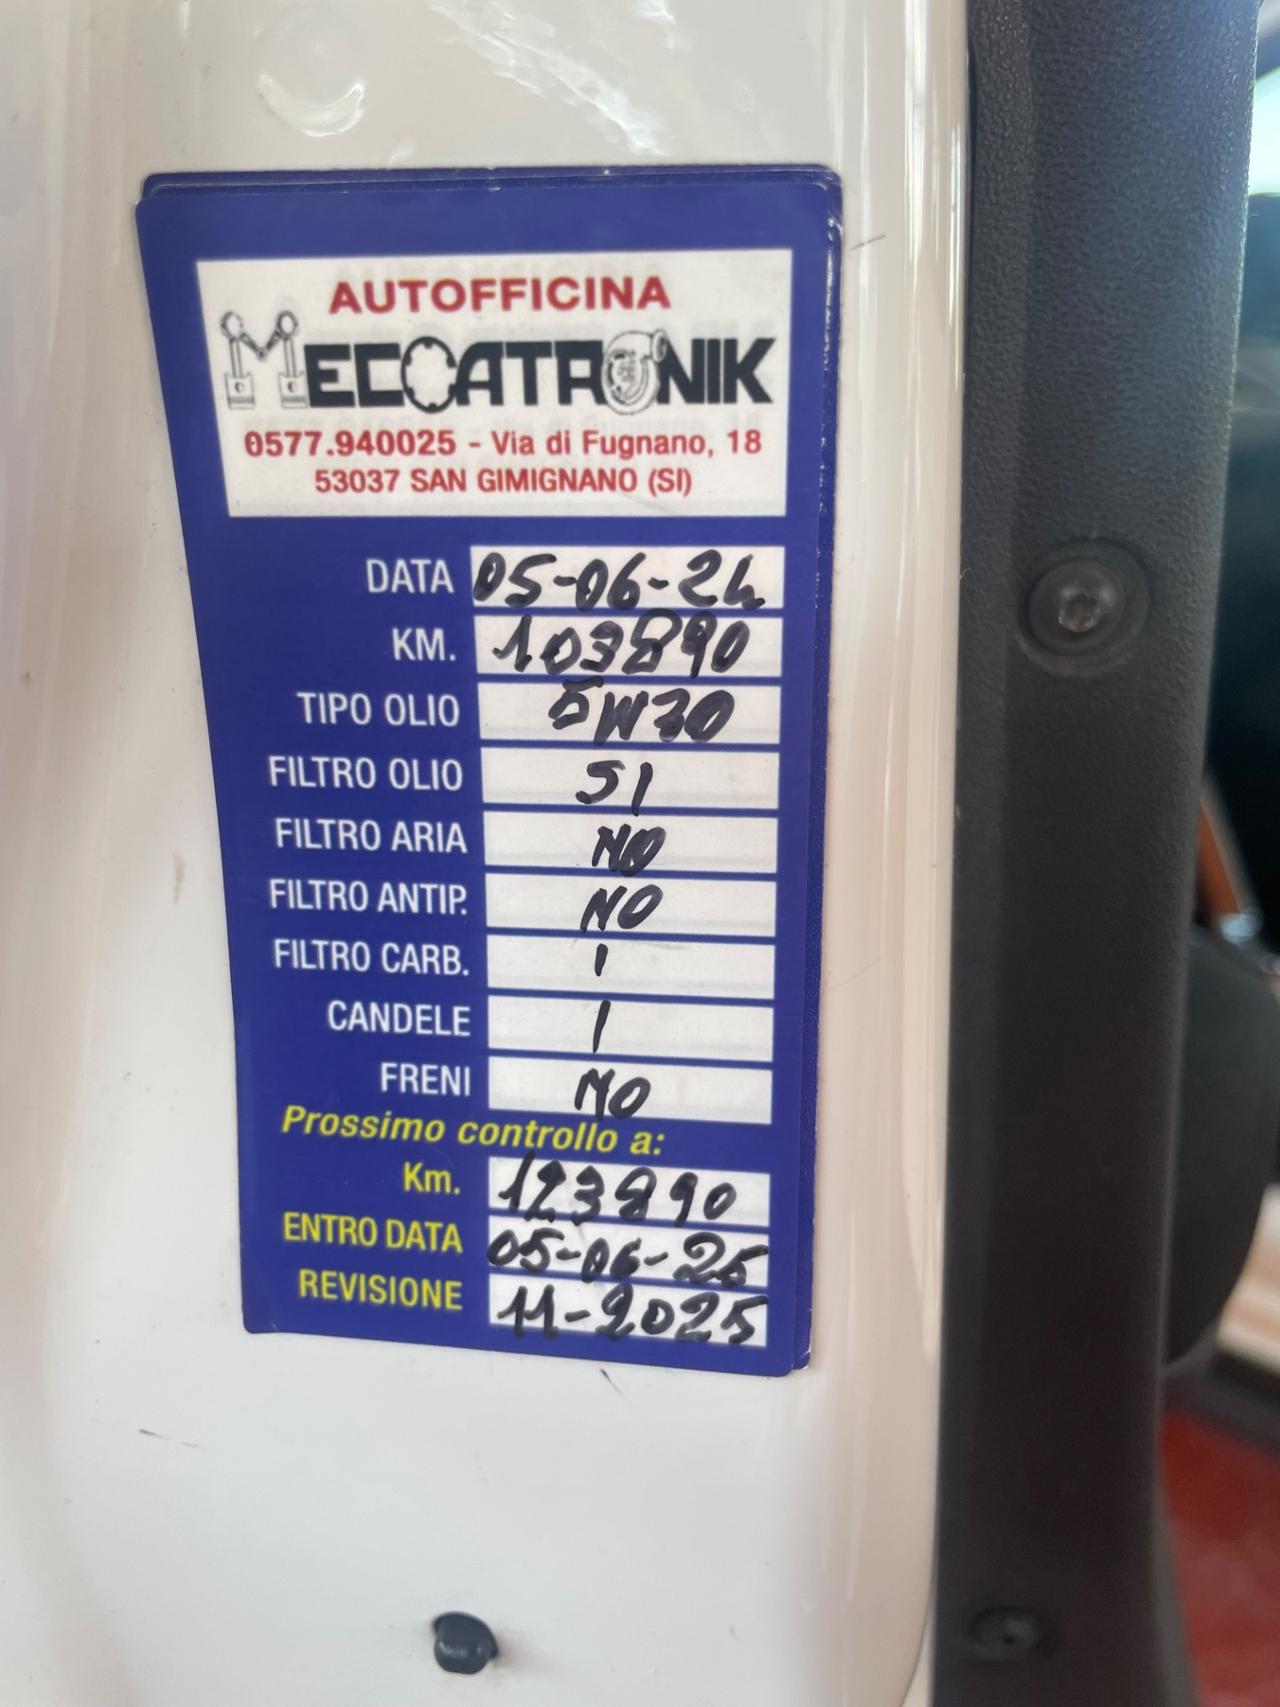 AUTOFFICINA
MECCATRONIK
0577.940025 - Via di Fugnano, 18
53037 SAN GIMIGNANO (SI)
DATA 05-06-24
KM. 103890
TIPO OLIO 5W30
FILTRO OLIO SI
FILTRO ARIA NO
FILTRO ANTIP. NO
FILTRO CARB. /
CANDELE /
FRENI NO
Prossimo controllo a:
Km. 123890
ENTRO DATA 05-06-26
REVISIONE 11-2025